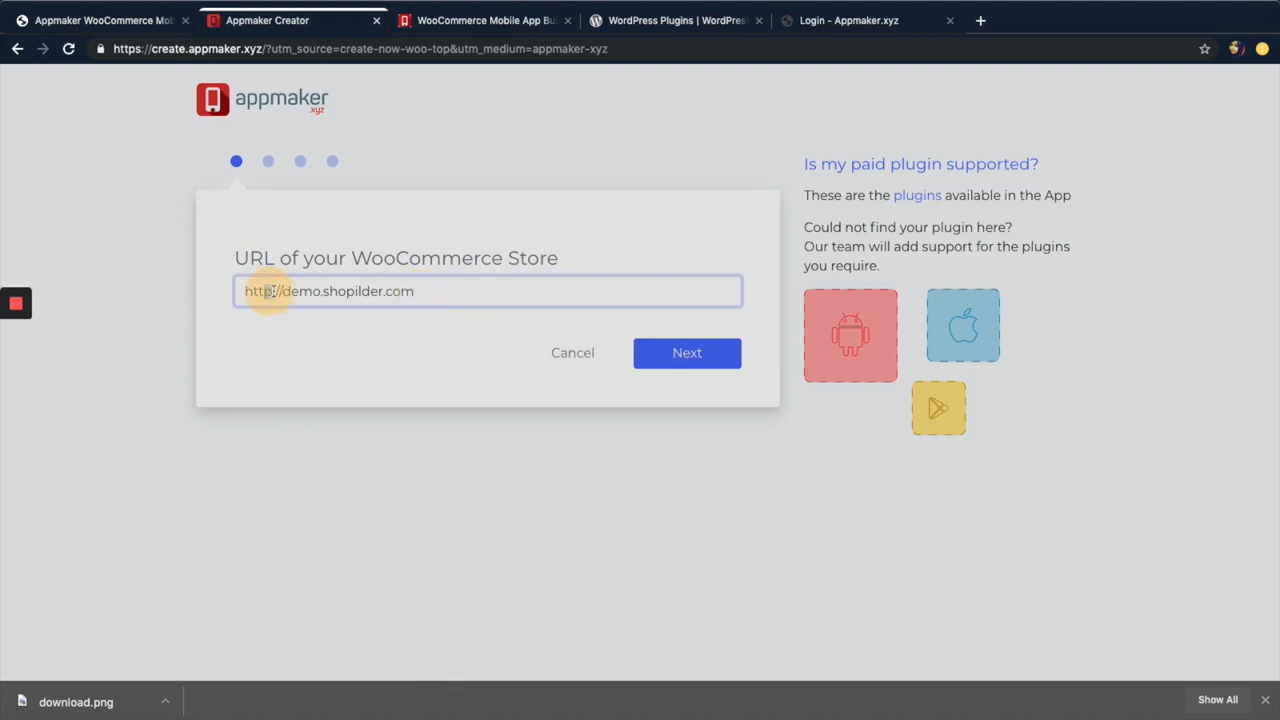 Appmaker WooCommerce Mob
Appmaker Creator
WooCommerce Mobile App Bu
WordPress Plugins | WordPres
Login - Appmaker.xyz
https://create.appmaker.xyz/?utm_source=create-now-woo-top&utm_medium=appmaker-xyz
appmaker
.xyz
Is my paid plugin supported?
These are the plugins available in the App
Could not find your plugin here?
Our team will add support for the plugins
you require.
URL of your WooCommerce Store
http://demo.shopilder.com
Cancel
Next
download.png
Show All